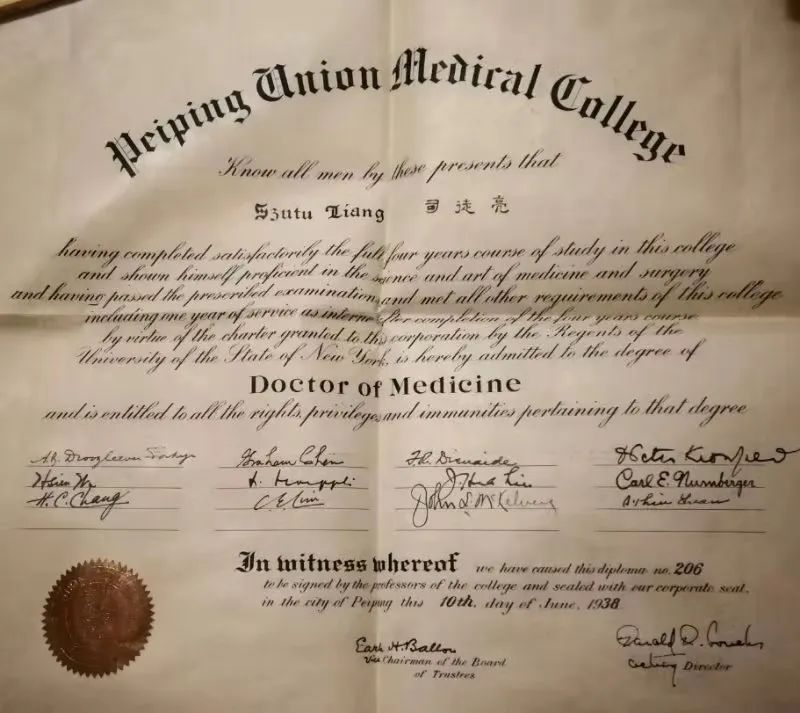 Peiping Union Medical College
Know all men by these presents that
Szutu Liang 司徒亮
having completed satisfactorily the full four years course of study in this college
and shown himself proficient in the science and art of medicine and surgery
and having passed the prescribed examinations and met all other requirements of this college
including one year of service as interne after completion of the four years course
by virtue of the charter granted to this corporation by the Regents of the
University of the State of New York, is hereby admitted to the degree of
Doctor of Medicine
and is entitled to all the rights, privileges and immunities pertaining to that degree
Hsien Wu
Carl E. Nurnberger
H. C. Chang
C. E. Lim
John L. McKelvey
In witness whereof we have caused this diploma no. 206
to be signed by the professors of the college and sealed with our corporate seal,
in the city of Peiping this 10th. day of June, 1938
Earl H. Ballou
Vice Chairman of the Board
of Trustees
Acting Director